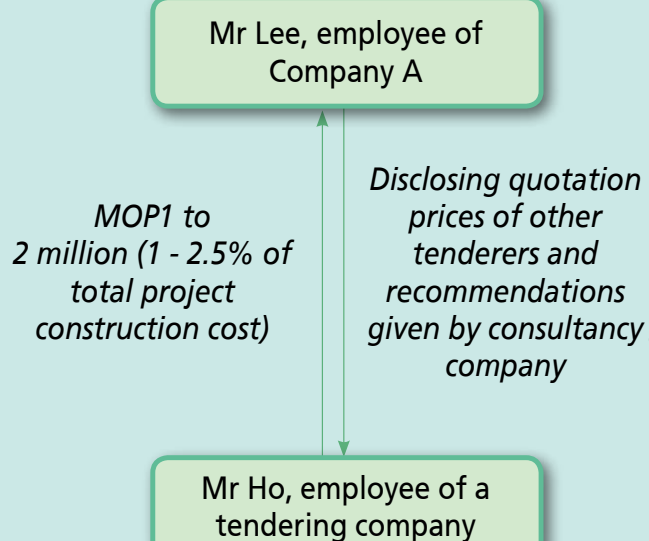 Mr Lee, employee of
Company A
MOP1 to
2 million (1 - 2.5% of
total project
construction cost)
Disclosing quotation
prices of other
tenderers and
recommendations
given by consultancy
company
Mr Ho, employee of a
tendering company